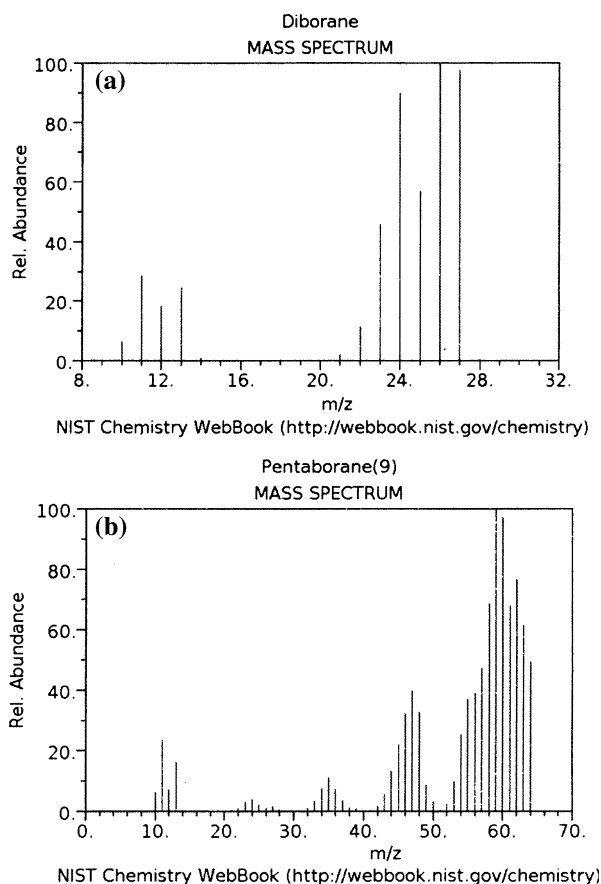 Diborane
MASS SPECTRUM
(a)
100.
80.
60.
40.
20.
0.
Rel. Abundance
8. 12. 16. 20. 24. 28. 32.
m/z
NIST Chemistry WebBook (http://webbook.nist.gov/chemistry)
Pentaborane(9)
MASS SPECTRUM
(b)
100.
80.
60.
40.
20.
0.
Rel. Abundance
0. 10. 20. 30. 40. 50. 60. 70.
m/z
NIST Chemistry WebBook (http://webbook.nist.gov/chemistry)